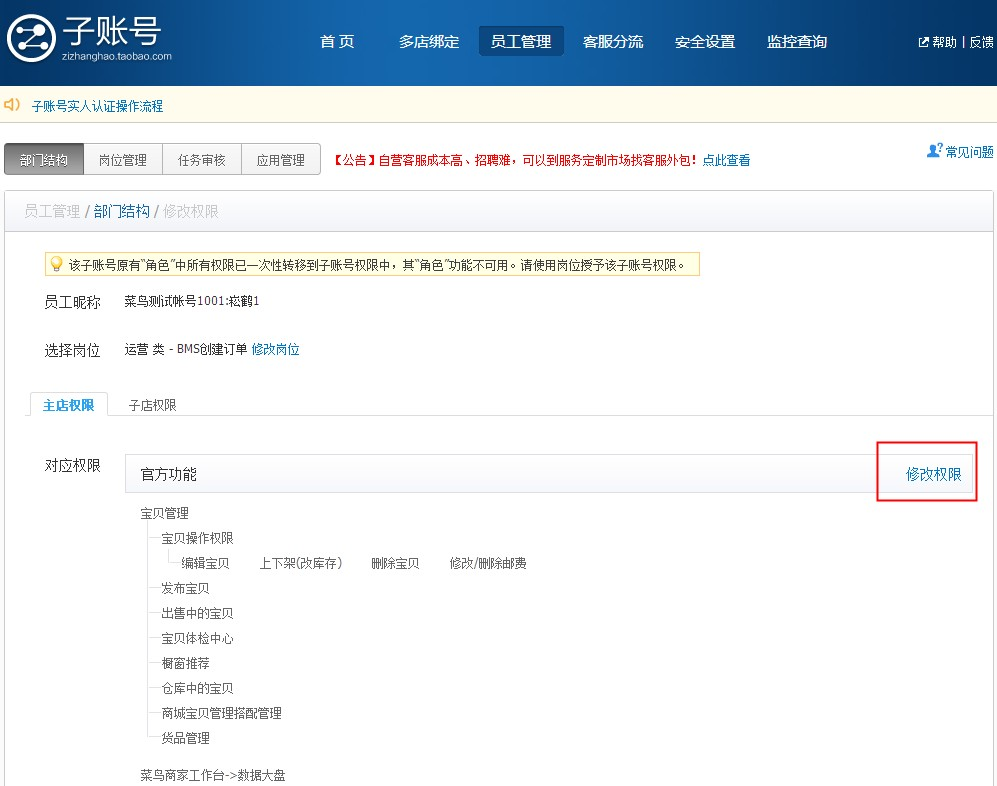 子账号
zizhanghao.taobao.com
首 页 多店绑定 员工管理 客服分流 安全设置 监控查询 帮助 | 反馈
子账号实人认证操作流程
部门结构 岗位管理 任务审核 应用管理 【公告】自营客服成本高、招聘难，可以到服务定制市场找客服外包！点此查看 常见问题
员工管理 / 部门结构 / 修改权限
该子账号原有“角色”中所有权限已一次性转移到子账号权限中，其“角色”功能不可用。请使用岗位授予该子账号权限。
员工昵称 菜鸟测试帐号1001:崧鹤1
选择岗位 运营 类 - BMS创建订单 修改岗位
主店权限 子店权限
对应权限 官方功能 修改权限
宝贝管理
宝贝操作权限
编辑宝贝 上下架(改库存) 删除宝贝 修改/删除邮费
发布宝贝
出售中的宝贝
宝贝体检中心
橱窗推荐
仓库中的宝贝
商城宝贝管理搭配管理
货品管理
菜鸟商家工作台->数据大盘